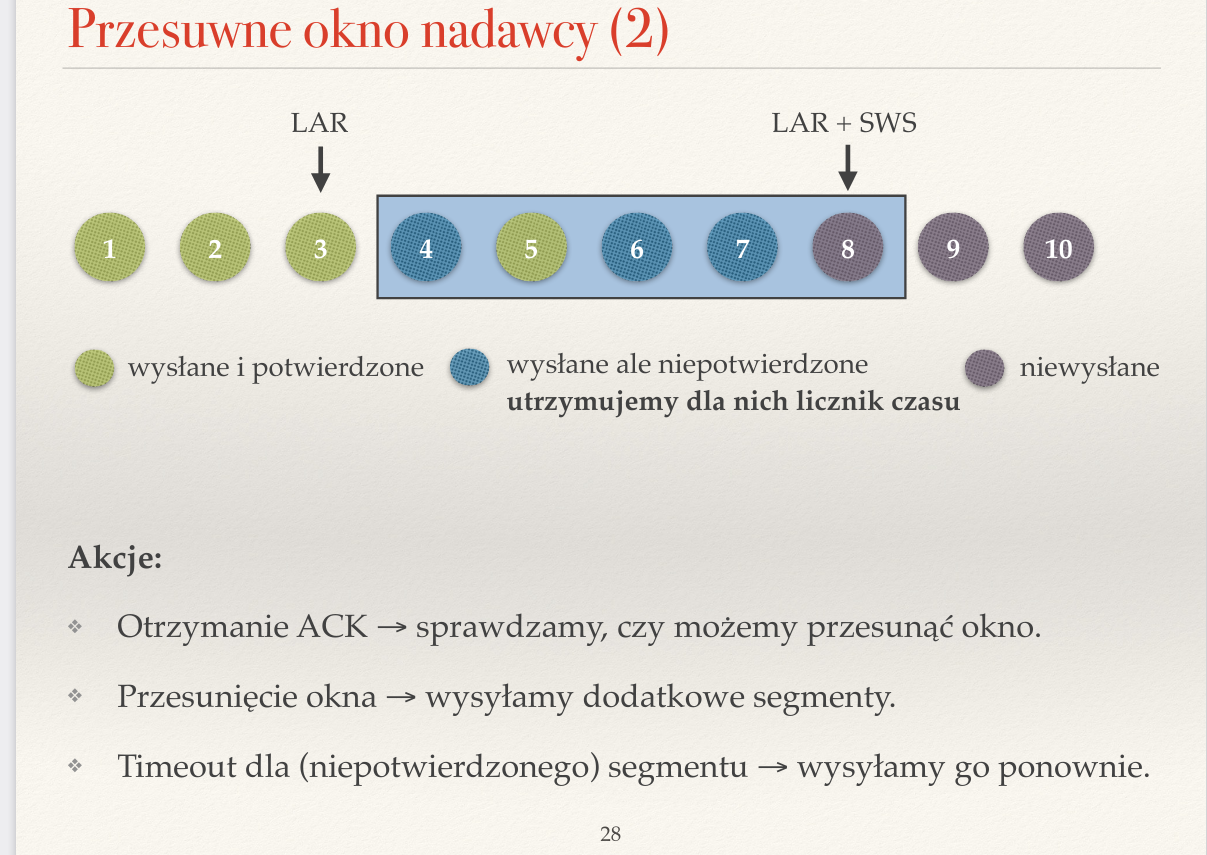 Przesuwne okno nadawcy (2)
LAR
LAR + SWS
1 2 3 4 5 6 7 8 9 10
wysłane i potwierdzone
wysłane ale niepotwierdzone
utrzymujemy dla nich licznik czasu
niewysłane
Akcje:
❖ Otrzymanie ACK → sprawdzamy, czy możemy przesunąć okno.
❖ Przesunięcie okna → wysyłamy dodatkowe segmenty.
❖ Timeout dla (niepotwierdzonego) segmentu → wysyłamy go ponownie.
28